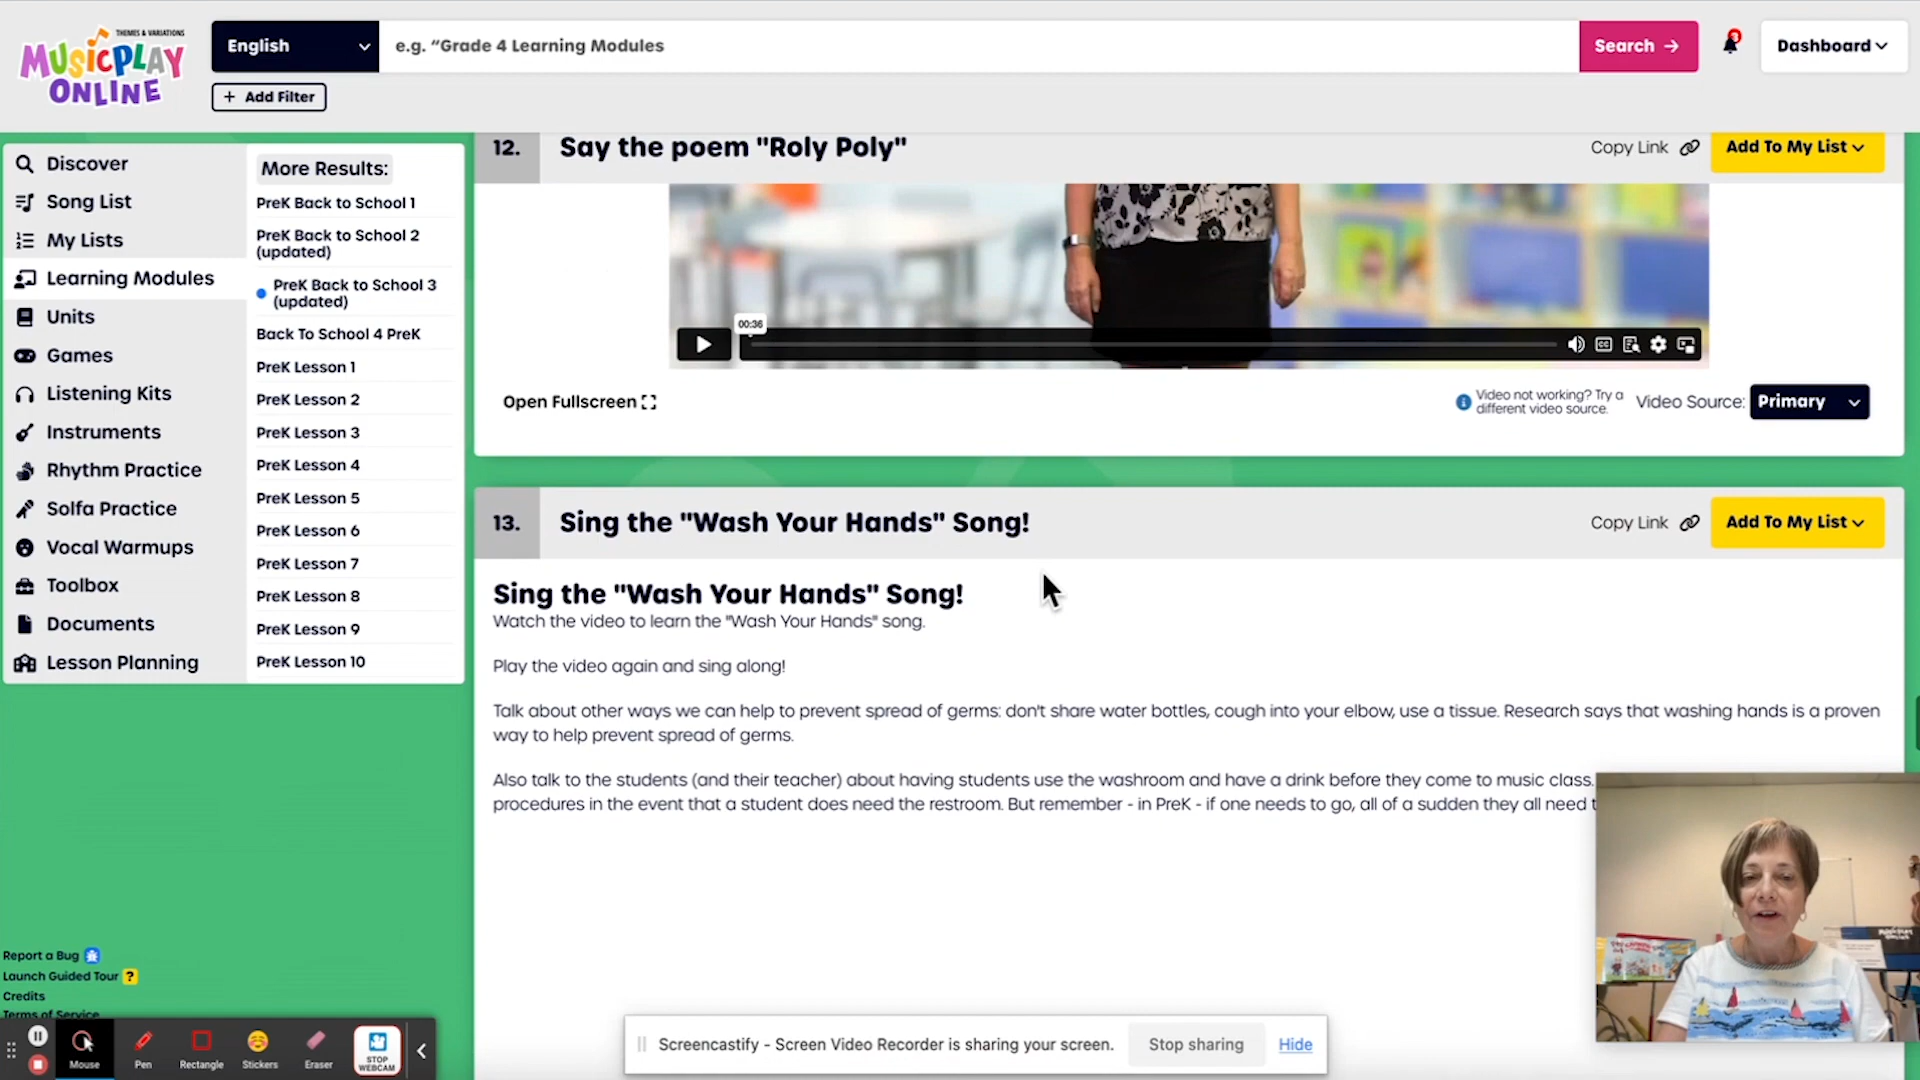 THEMES & VARIATIONS
MUSICPLAY
ONLINE
English
e.g. “Grade 4 Learning Modules
Search
3
Dashboard
+ Add Filter
Discover
Song List
My Lists
Learning Modules
Units
Games
Listening Kits
Instruments
Rhythm Practice
Solfa Practice
Vocal Warmups
Toolbox
Documents
Lesson Planning
More Results:
PreK Back to School 1
PreK Back to School 2
(updated)
PreK Back to School 3
(updated)
Back To School 4 PreK
PreK Lesson 1
PreK Lesson 2
PreK Lesson 3
PreK Lesson 4
PreK Lesson 5
PreK Lesson 6
PreK Lesson 7
PreK Lesson 8
PreK Lesson 9
PreK Lesson 10
12. Say the poem "Roly Poly"
Copy Link
Add To My List
00:36
CC
Open Fullscreen
Video not working? Try a
different video source.
Video Source: Primary
13. Sing the "Wash Your Hands" Song!
Copy Link
Add To My List
Sing the "Wash Your Hands" Song!
Watch the video to learn the "Wash Your Hands" song.
Play the video again and sing along!
Talk about other ways we can help to prevent spread of germs: don't share water bottles, cough into your elbow, use a tissue. Research says that washing hands is a proven
way to help prevent spread of germs.
Also talk to the students (and their teacher) about having students use the washroom and have a drink before they come to music class.
procedures in the event that a student does need the restroom. But remember - in PreK - if one needs to go, all of a sudden they all need t
Report a Bug
Launch Guided Tour ?
Credits
Terms of Service
Mouse
Pen
Rectangle
Stickers
Eraser
STOP
WEBCAM
Screencastify - Screen Video Recorder is sharing your screen.
Stop sharing
Hide